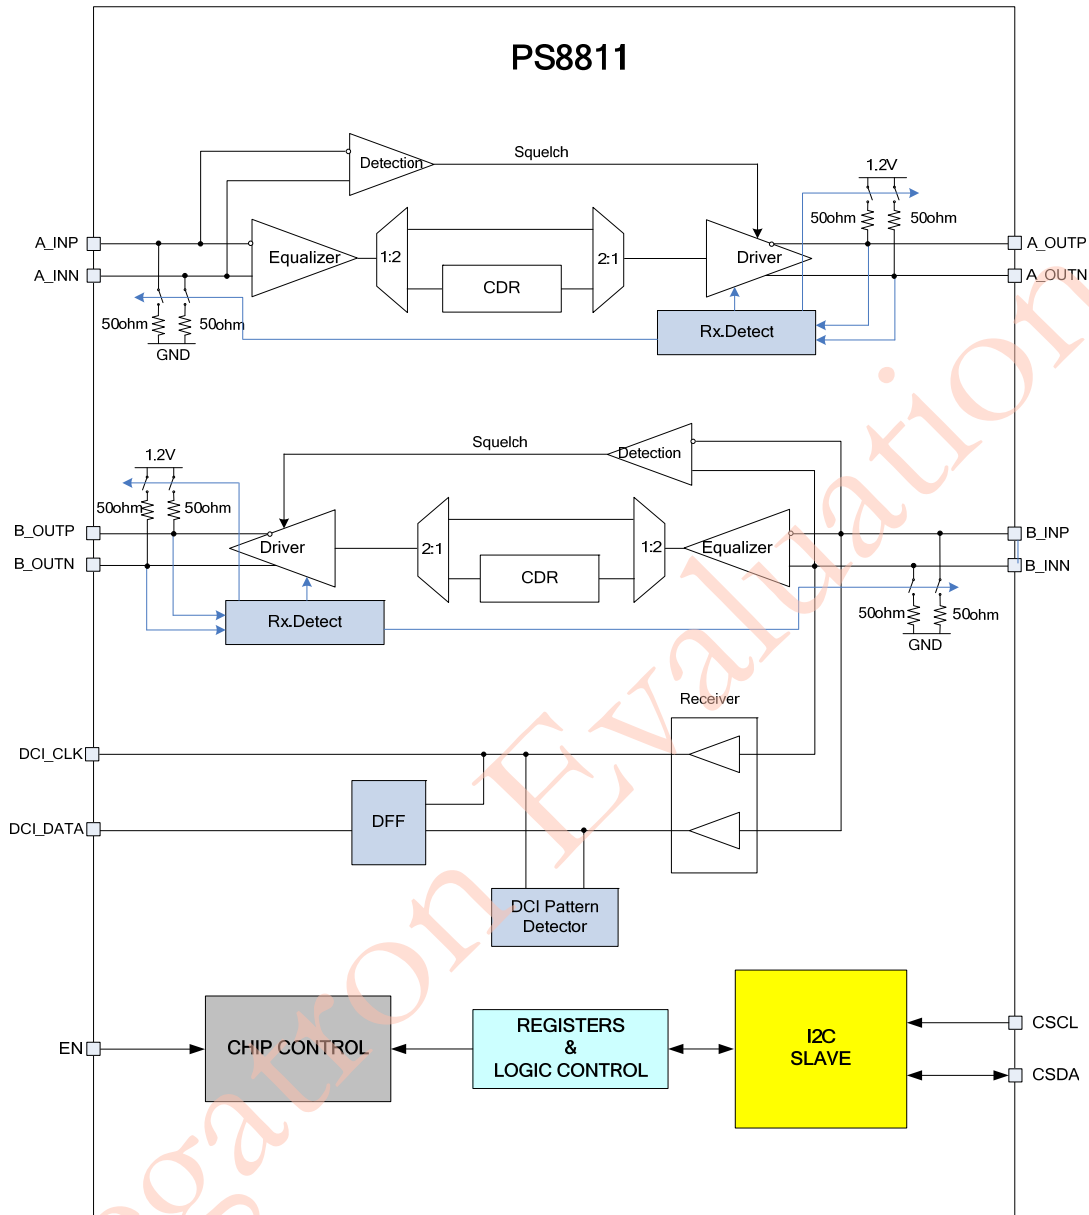 PS8811
Detection
Squelch
1.2V
50ohm
50ohm
A_INP
A_INN
Equalizer
1:2
CDR
2:1
Driver
A_OUTP
A_OUTN
50ohm
50ohm
GND
Rx.Detect
1.2V
50ohm
50ohm
Squelch
Detection
B_OUTP
B_OUTN
Driver
2:1
CDR
1:2
Equalizer
B_INP
B_INN
50ohm
50ohm
GND
Rx.Detect
Receiver
DCI_CLK
DCI_DATA
DFF
DCI Pattern
Detector
EN
CHIP CONTROL
REGISTERS
&
LOGIC CONTROL
I2C
SLAVE
CSCL
CSDA
egatron Evaluation